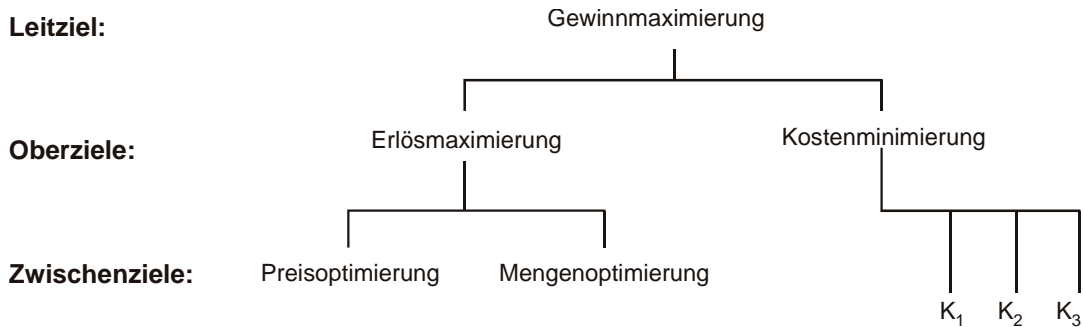 Leitziel:
Gewinnmaximierung
Oberziele:
Erlösmaximierung
Kostenminimierung
Zwischenziele:
Preisoptimierung
Mengenoptimierung
K₁ K₂ K₃